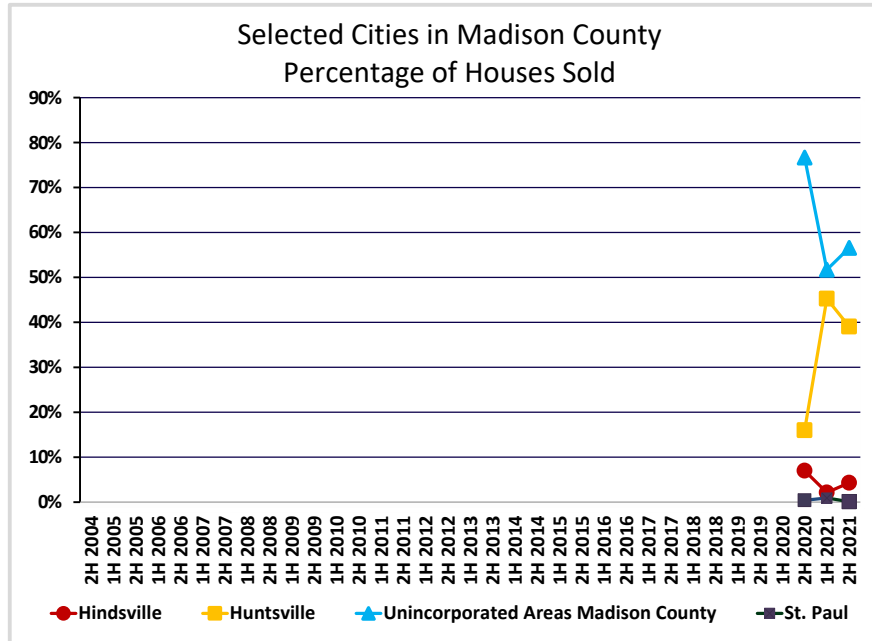 Selected Cities in Madison County
Percentage of Houses Sold
90%
80%
70%
60%
50%
40%
30%
20%
10%
0%
2H 2004
1H 2005
2H 2005
1H 2006
2H 2006
1H 2007
2H 2007
1H 2008
2H 2008
1H 2009
2H 2009
1H 2010
2H 2010
1H 2011
2H 2011
1H 2012
2H 2012
1H 2013
2H 2013
1H 2014
2H 2014
1H 2015
2H 2015
1H 2016
2H 2016
1H 2017
2H 2017
1H 2018
2H 2018
1H 2019
2H 2019
1H 2020
2H 2020
1H 2021
2H 2021
Hindsville Huntsville Unincorporated Areas Madison County St. Paul